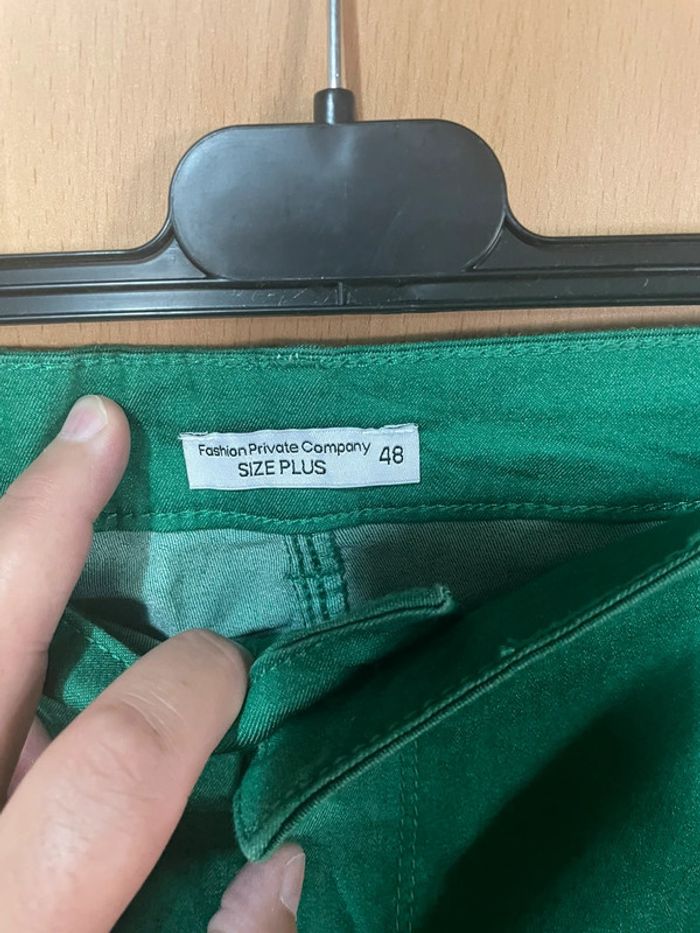 Fashion Private Company 48
SIZE PLUS